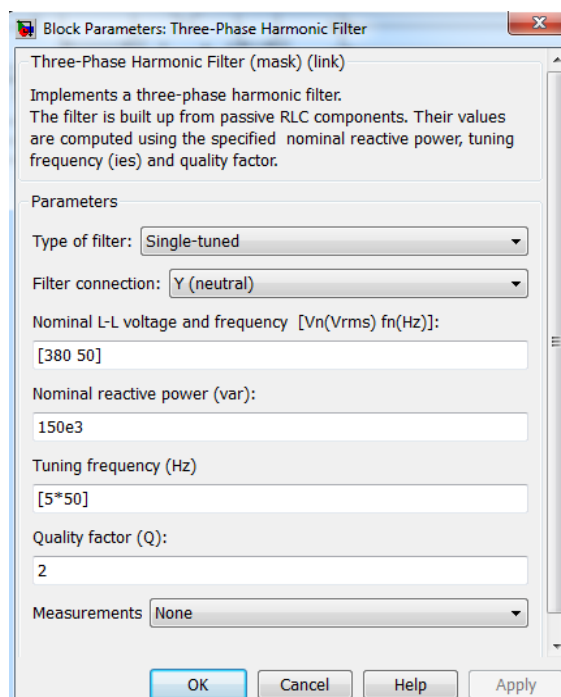 Block Parameters: Three-Phase Harmonic Filter
Three-Phase Harmonic Filter (mask) (link)
Implements a three-phase harmonic filter.
The filter is built up from passive RLC components. Their values
are computed using the specified  nominal reactive power, tuning
frequency (ies) and quality factor.
Parameters
Type of filter: Single-tuned
Filter connection: Y (neutral)
Nominal L-L voltage and frequency  [Vn(Vrms) fn(Hz)]:
[380 50]
Nominal reactive power (var):
150e3
Tuning frequency (Hz)
[5*50]
Quality factor (Q):
2
Measurements None
OK Cancel Help Apply